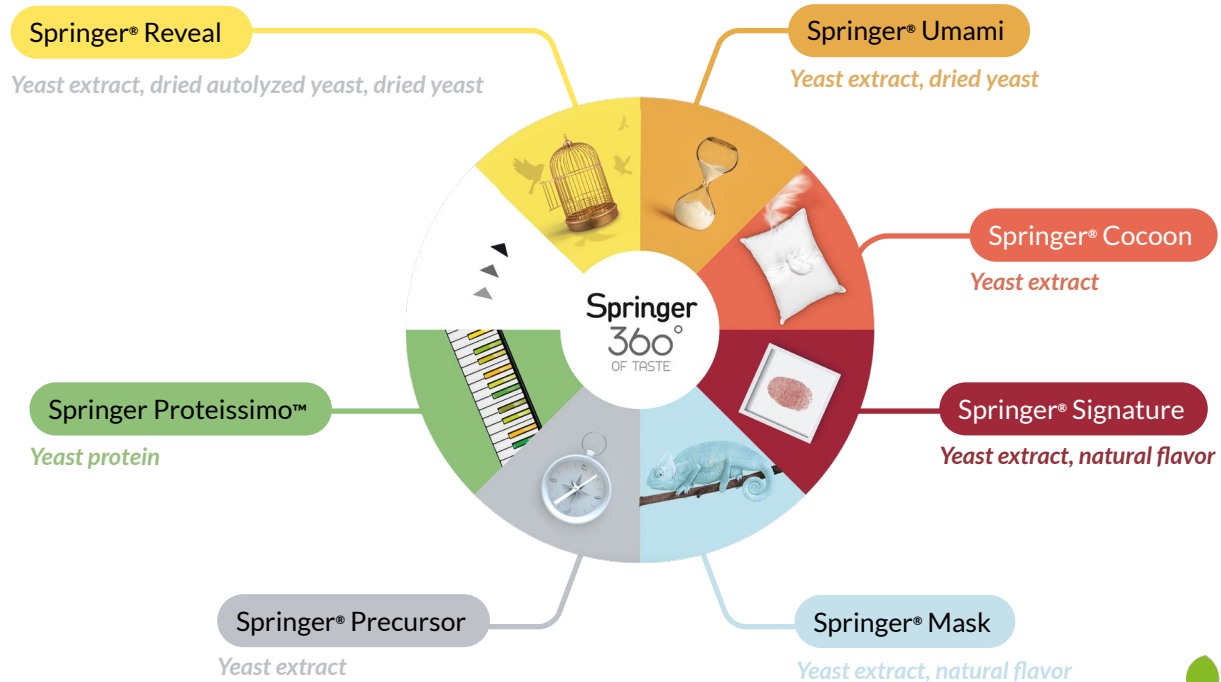 Springer® Reveal
Yeast extract, dried autolyzed yeast, dried yeast
Springer® Umami
Yeast extract, dried yeast
Springer® Cocoon
Yeast extract
Springer
360°
OF TASTE
Springer Proteissimo™
Yeast protein
Springer® Signature
Yeast extract, natural flavor
Springer® Precursor
Yeast extract
Springer® Mask
Yeast extract, natural flavor